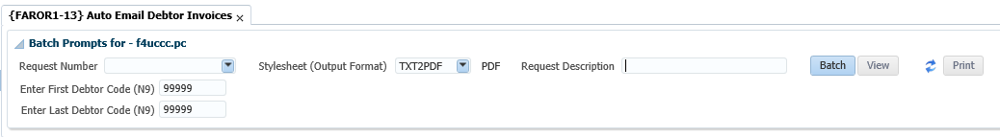 {FAROR1-13} Auto Email Debtor Invoices ×
Batch Prompts for - f4uccc.pc
Request Number Stylesheet (Output Format) TXT2PDF PDF Request Description Batch View Print
Enter First Debtor Code (N9) 99999
Enter Last Debtor Code (N9) 99999